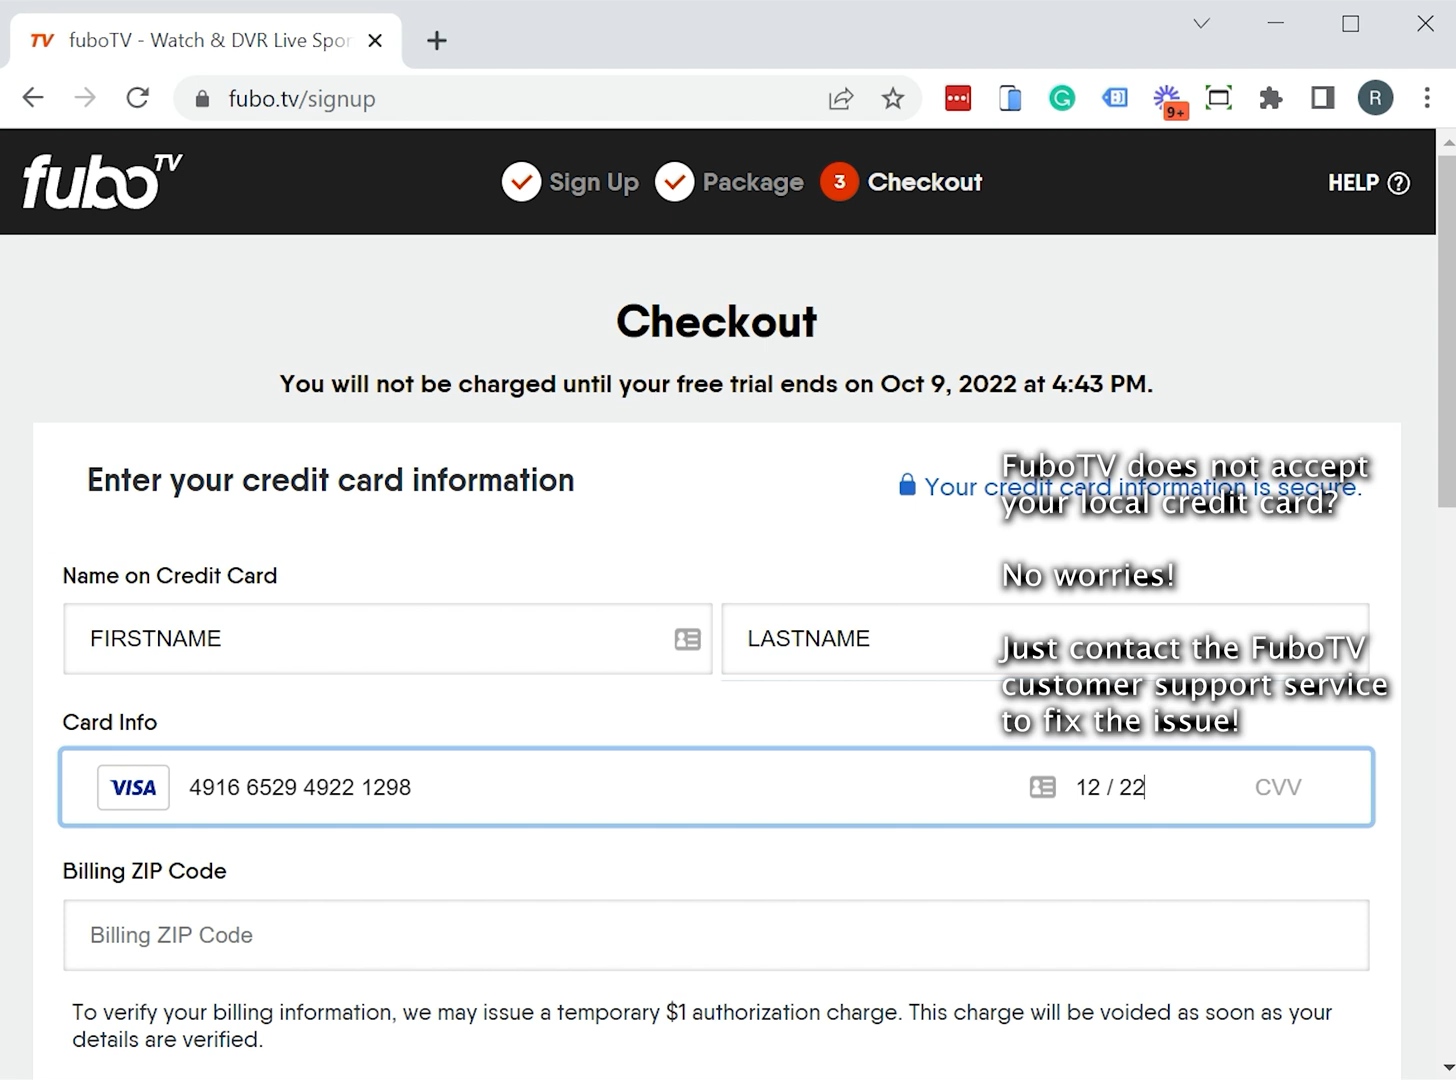 TV fuboTV - Watch & DVR Live Spor
fubo.tv/signup
9+
R
fuboTV
Sign Up
Package
3 Checkout
HELP ?
Checkout
You will not be charged until your free trial ends on Oct 9, 2022 at 4:43 PM.
Enter your credit card information
Your credit card information is secure.
FuboTV does not accept
your local credit card?
No worries!
Just contact the FuboTV
customer support service
to fix the issue!
Name on Credit Card
FIRSTNAME
LASTNAME
Card Info
VISA 4916 6529 4922 1298
12 / 22
CVV
Billing ZIP Code
Billing ZIP Code
To verify your billing information, we may issue a temporary $1 authorization charge. This charge will be voided as soon as your
details are verified.